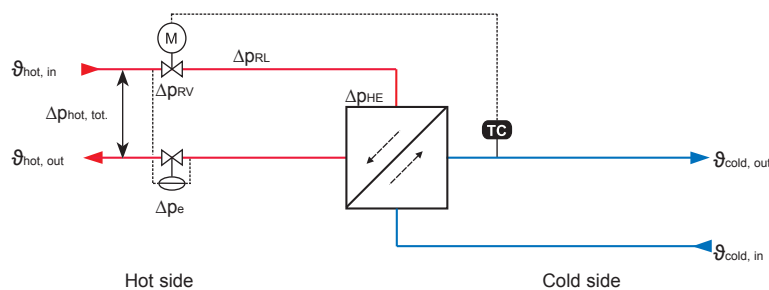 M
ϑhot, in
ΔpRL
ΔpRV
ΔpHE
Δphot, tot.
TC
ϑhot, out
ϑcold, out
Δpe
ϑcold, in
Hot side
Cold side